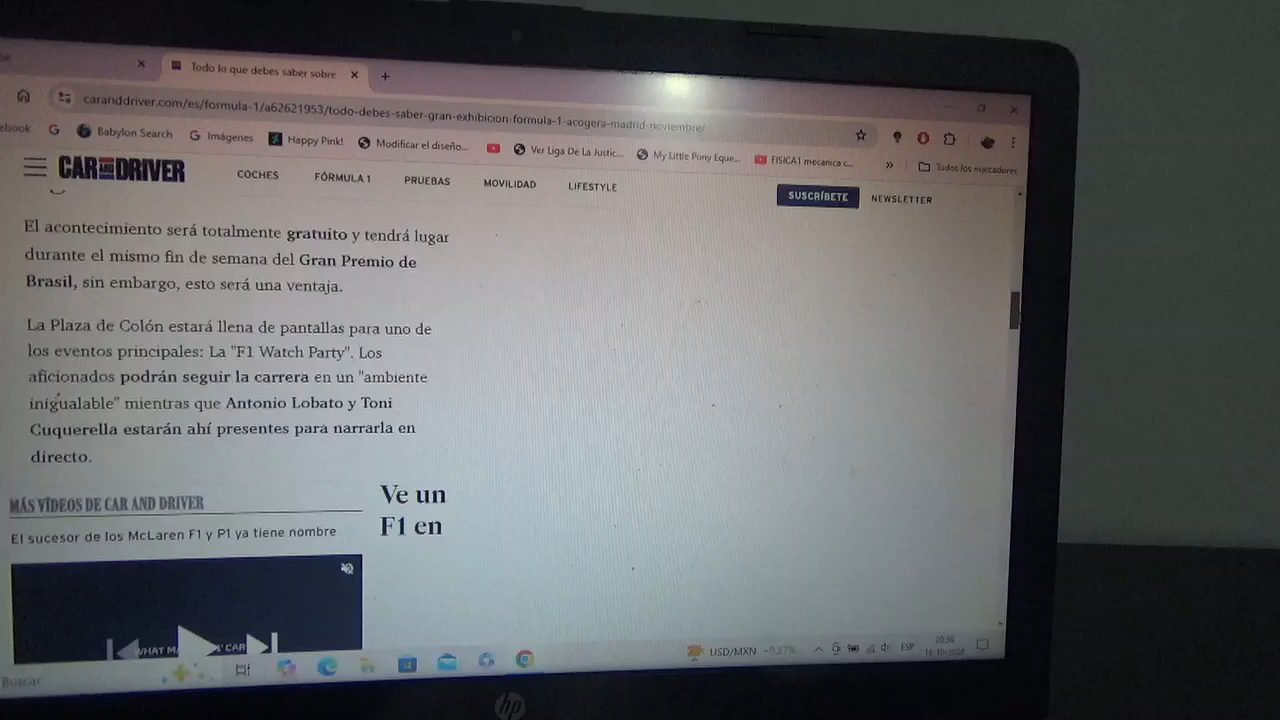 Todo lo que debes saber sobre
caranddriver.com/es/formula-1/a62621953/todo-debes-saber-gran-exhibicion-formula-1-acogera-madrid-noviembre/
ebook
Babylon Search
Imágenes
Happy Pink!
Modificar el diseño...
Ver Liga De La Justic...
My Little Pony Eque...
FISICA1 mecanica c...
»
Todos los marcadores
CAR AND DRIVER
COCHES
FÓRMULA 1
PRUEBAS
MOVILIDAD
LIFESTYLE
SUSCRÍBETE
NEWSLETTER
El acontecimiento será totalmente gratuito y tendrá lugar
durante el mismo fin de semana del Gran Premio de
Brasil, sin embargo, esto será una ventaja.
La Plaza de Colón estará llena de pantallas para uno de
los eventos principales: La "F1 Watch Party". Los
aficionados podrán seguir la carrera en un "ambiente
inigualable" mientras que Antonio Lobato y Toni
Cuquerella estarán ahí presentes para narrarla en
directo.
MÁS VÍDEOS DE CAR AND DRIVER
El sucesor de los McLaren F1 y P1 ya tiene nombre
Ve un
F1 en
WHAT
CAR
Buscar
USD/MXN
ESP
20:36
hp